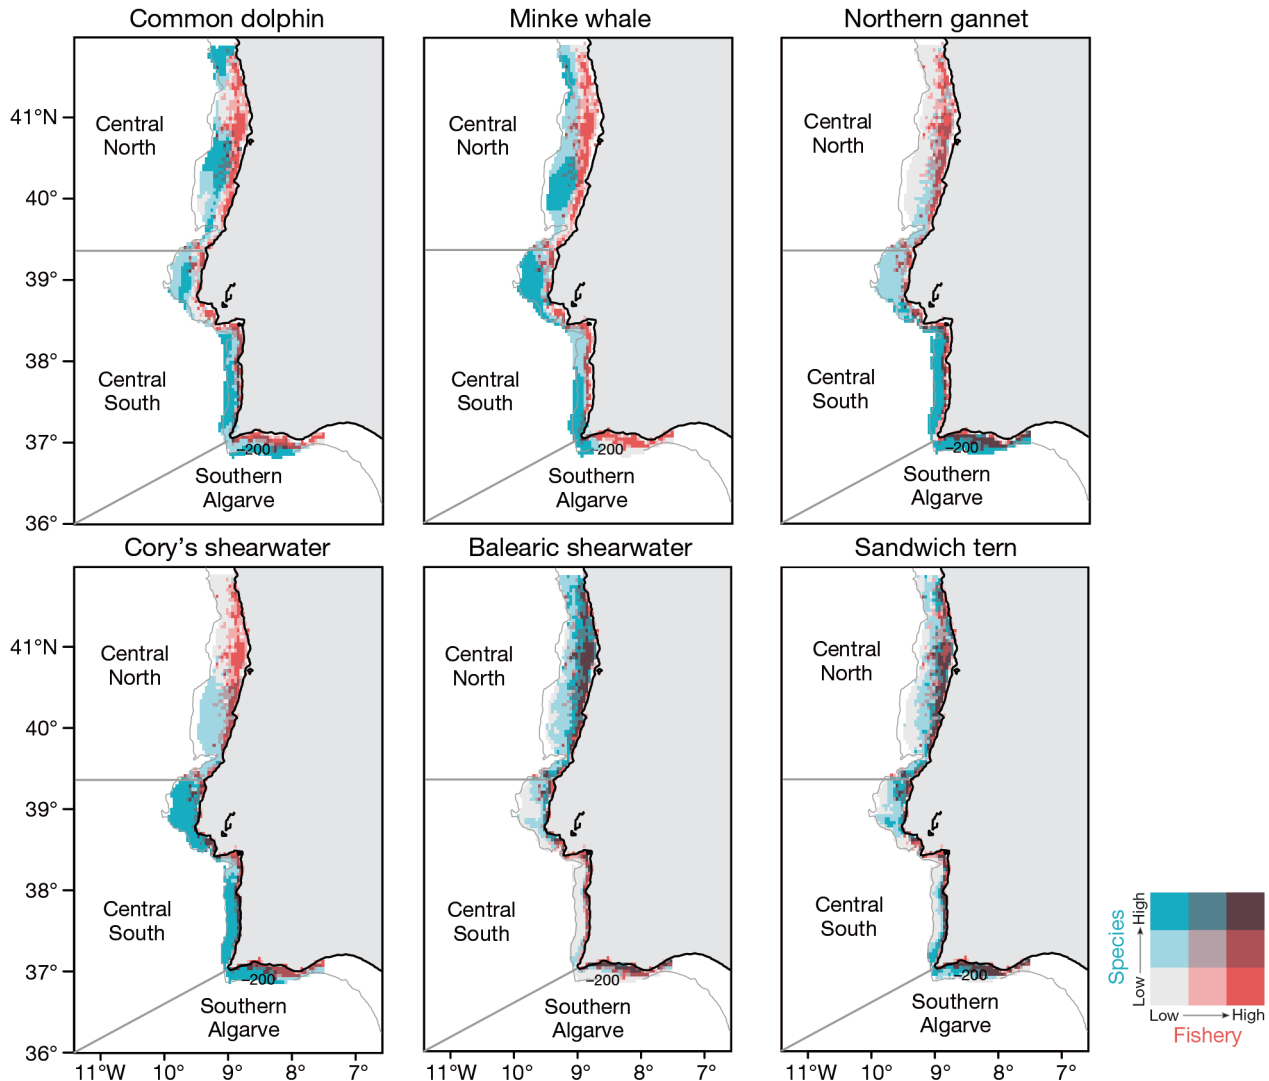 Common dolphin
Minke whale
Northern gannet
41°N
40°
39°
38°
37°
36°
Central
North
Central
South
Southern
Algarve
−200
Central
North
Central
South
Southern
Algarve
−200
Central
North
Central
South
Southern
Algarve
−200
Cory’s shearwater
Balearic shearwater
Sandwich tern
41°N
40°
39°
38°
37°
36°
Central
North
Central
South
Southern
Algarve
−200
Central
North
Central
South
Southern
Algarve
−200
Central
North
Central
South
Southern
Algarve
−200
11°W 10° 9° 8° 7°
11°W 10° 9° 8° 7°
11°W 10° 9° 8° 7°
Species
Low High
Low High
Fishery